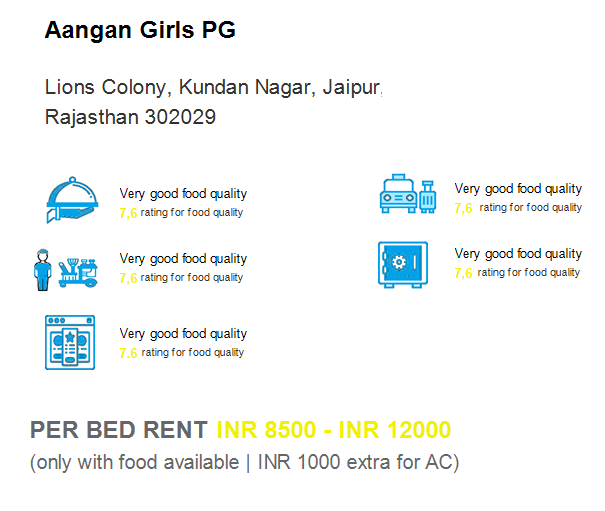 Aangan Girls PG
Lions Colony, Kundan Nagar, Jaipur,
Rajasthan 302029
Very good food quality
7,6 rating for food quality
Very good food quality
7,6 rating for food quality
Very good food quality
7.6 rating for food quality
Very good food quality
7,6 rating for food quality
Very good food quality
7.6 rating for food quality
PER BED RENT INR 8500 - INR 12000
(only with food available | INR 1000 extra for AC)